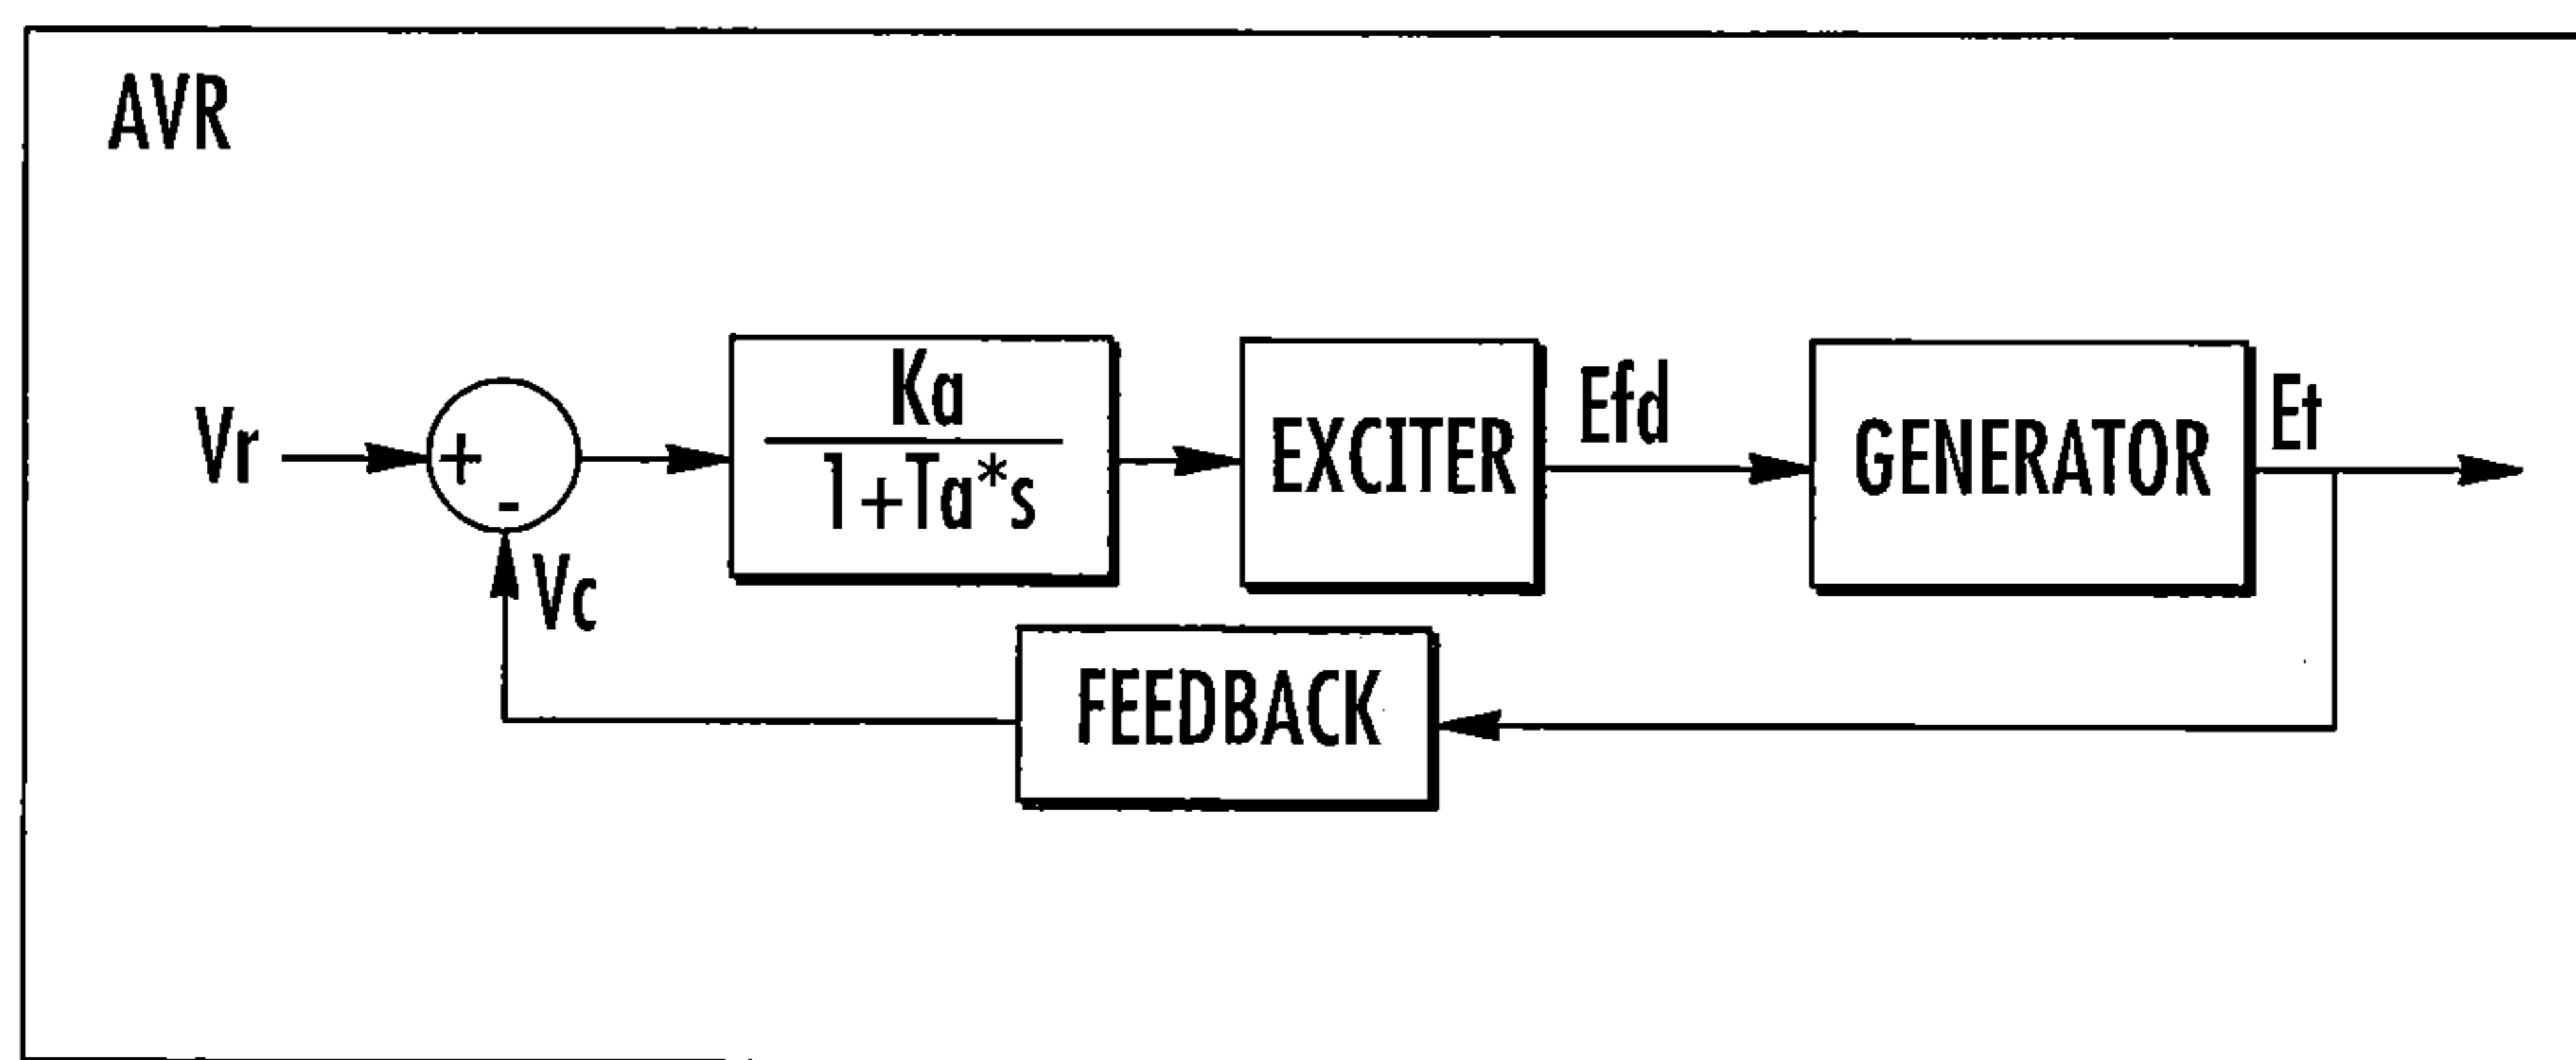 AVR
Vr
+
-
Vc
Ka
1+Ta*s
EXCITER
Efd
GENERATOR
Et
FEEDBACK